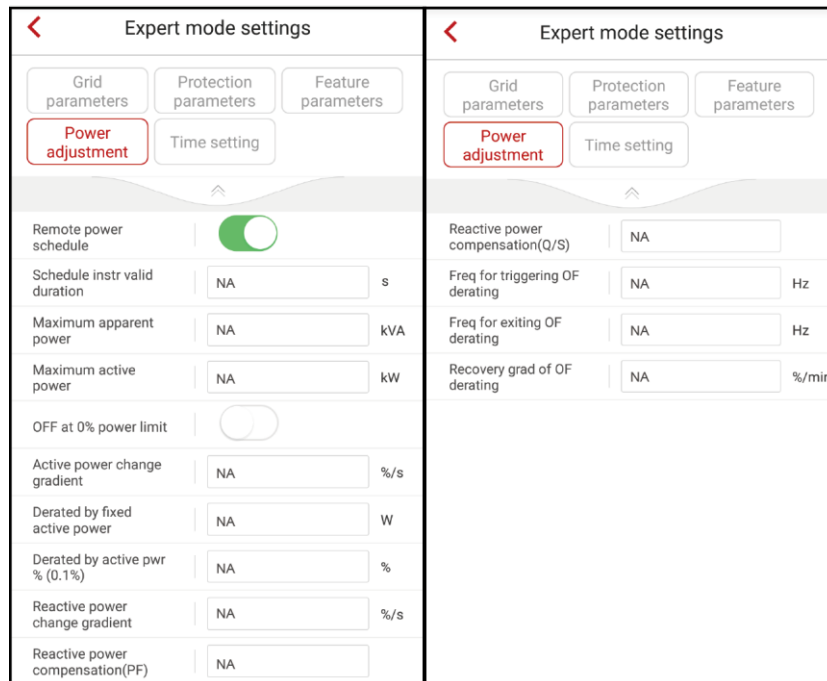 Expert mode settings
Grid
parameters
Protection
parameters
Feature
parameters
Power
adjustment
Time setting
Remote power
schedule
Schedule instr valid
duration
NA
s
Maximum apparent
power
NA
kVA
Maximum active
power
NA
kW
OFF at 0% power limit
Active power change
gradient
NA
%/s
Derated by fixed
active power
NA
W
Derated by active pwr
% (0.1%)
NA
%
Reactive power
change gradient
NA
%/s
Reactive power
compensation(PF)
NA
Expert mode settings
Grid
parameters
Protection
parameters
Feature
parameters
Power
adjustment
Time setting
Reactive power
compensation(Q/S)
NA
Freq for triggering OF
derating
NA
Hz
Freq for exiting OF
derating
NA
Hz
Recovery grad of OF
derating
NA
%/min